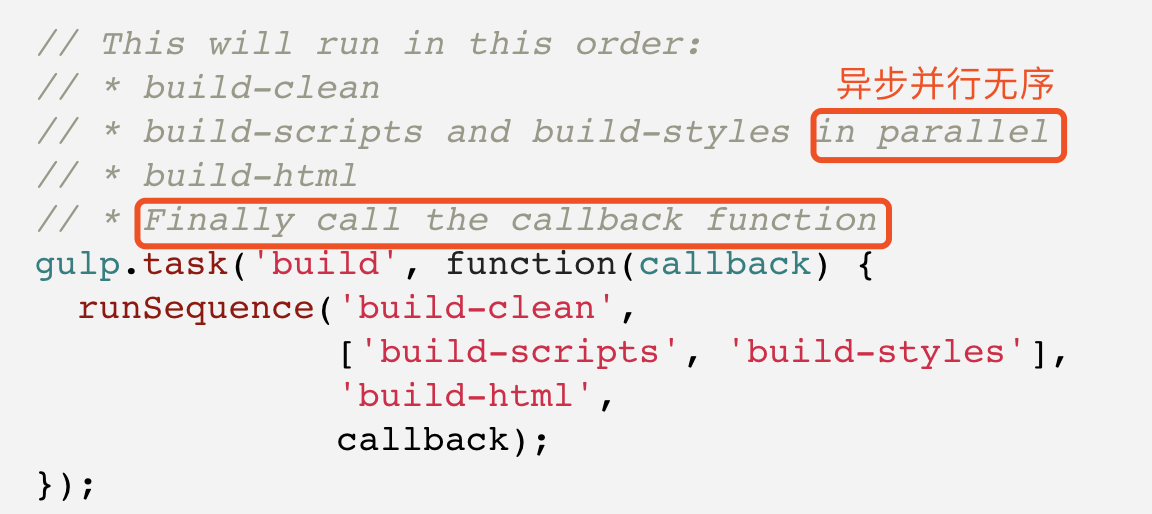 // This will run in this order:
// * build-clean
异步并行无序
// * build-scripts and build-styles in parallel
// * build-html
// * Finally call the callback function
gulp.task('build', function(callback) {
  runSequence('build-clean',
              ['build-scripts', 'build-styles'],
              'build-html',
              callback);
});